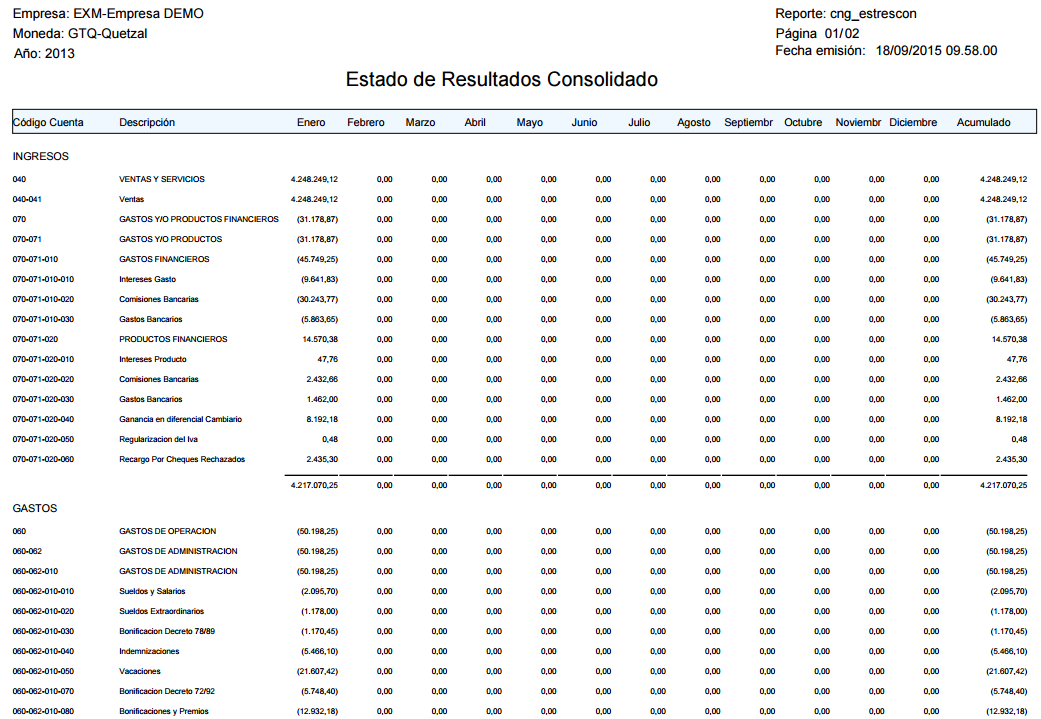 Empresa: EXM-Empresa DEMO Reporte: cng_estrescon
Moneda: GTQ-Quetzal Página 01/02
Año: 2013 Fecha emisión: 18/09/2015 09.58.00
Estado de Resultados Consolidado
Código Cuenta Descripción Enero Febrero Marzo Abril Mayo Junio Julio Agosto Septiembr Octubre Noviembr Diciembre Acumulado
INGRESOS
040 VENTAS Y SERVICIOS 4.248.249,12 0,00 0,00 0,00 0,00 0,00 0,00 0,00 0,00 0,00 0,00 0,00 4.248.249,12
040-041 Ventas 4.248.249,12 0,00 0,00 0,00 0,00 0,00 0,00 0,00 0,00 0,00 0,00 0,00 4.248.249,12
070 GASTOS Y/O PRODUCTOS FINANCIEROS (31.178,87) 0,00 0,00 0,00 0,00 0,00 0,00 0,00 0,00 0,00 0,00 0,00 (31.178,87)
070-071 GASTOS Y/O PRODUCTOS (31.178,87) 0,00 0,00 0,00 0,00 0,00 0,00 0,00 0,00 0,00 0,00 0,00 (31.178,87)
070-071-010 GASTOS FINANCIEROS (45.749,25) 0,00 0,00 0,00 0,00 0,00 0,00 0,00 0,00 0,00 0,00 0,00 (45.749,25)
070-071-010-010 Intereses Gasto (9.641,83) 0,00 0,00 0,00 0,00 0,00 0,00 0,00 0,00 0,00 0,00 0,00 (9.641,83)
070-071-010-020 Comisiones Bancarias (30.243,77) 0,00 0,00 0,00 0,00 0,00 0,00 0,00 0,00 0,00 0,00 0,00 (30.243,77)
070-071-010-030 Gastos Bancarios (5.863,65) 0,00 0,00 0,00 0,00 0,00 0,00 0,00 0,00 0,00 0,00 0,00 (5.863,65)
070-071-020 PRODUCTOS FINANCIEROS 14.570,38 0,00 0,00 0,00 0,00 0,00 0,00 0,00 0,00 0,00 0,00 0,00 14.570,38
070-071-020-010 Intereses Producto 47,76 0,00 0,00 0,00 0,00 0,00 0,00 0,00 0,00 0,00 0,00 0,00 47,76
070-071-020-020 Comisiones Bancarias 2.432,66 0,00 0,00 0,00 0,00 0,00 0,00 0,00 0,00 0,00 0,00 0,00 2.432,66
070-071-020-030 Gastos Bancarios 1.462,00 0,00 0,00 0,00 0,00 0,00 0,00 0,00 0,00 0,00 0,00 0,00 1.462,00
070-071-020-040 Ganancia en diferencial Cambiario 8.192,18 0,00 0,00 0,00 0,00 0,00 0,00 0,00 0,00 0,00 0,00 0,00 8.192,18
070-071-020-050 Regularizacion del Iva 0,48 0,00 0,00 0,00 0,00 0,00 0,00 0,00 0,00 0,00 0,00 0,00 0,48
070-071-020-060 Recargo Por Cheques Rechazados 2.435,30 0,00 0,00 0,00 0,00 0,00 0,00 0,00 0,00 0,00 0,00 0,00 2.435,30
4.217.070,25 0,00 0,00 0,00 0,00 0,00 0,00 0,00 0,00 0,00 0,00 0,00 4.217.070,25
GASTOS
060 GASTOS DE OPERACION (50.198,25) 0,00 0,00 0,00 0,00 0,00 0,00 0,00 0,00 0,00 0,00 0,00 (50.198,25)
060-062 GASTOS DE ADMINISTRACION (50.198,25) 0,00 0,00 0,00 0,00 0,00 0,00 0,00 0,00 0,00 0,00 0,00 (50.198,25)
060-062-010 GASTOS DE ADMINISTRACION (50.198,25) 0,00 0,00 0,00 0,00 0,00 0,00 0,00 0,00 0,00 0,00 0,00 (50.198,25)
060-062-010-010 Sueldos y Salarios (2.095,70) 0,00 0,00 0,00 0,00 0,00 0,00 0,00 0,00 0,00 0,00 0,00 (2.095,70)
060-062-010-020 Sueldos Extraordinarios (1.178,00) 0,00 0,00 0,00 0,00 0,00 0,00 0,00 0,00 0,00 0,00 0,00 (1.178,00)
060-062-010-030 Bonificacion Decreto 78/89 (1.170,45) 0,00 0,00 0,00 0,00 0,00 0,00 0,00 0,00 0,00 0,00 0,00 (1.170,45)
060-062-010-040 Indemnizaciones (5.466,10) 0,00 0,00 0,00 0,00 0,00 0,00 0,00 0,00 0,00 0,00 0,00 (5.466,10)
060-062-010-050 Vacaciones (21.607,42) 0,00 0,00 0,00 0,00 0,00 0,00 0,00 0,00 0,00 0,00 0,00 (21.607,42)
060-062-010-070 Bonificacion Decreto 72/92 (5.748,40) 0,00 0,00 0,00 0,00 0,00 0,00 0,00 0,00 0,00 0,00 0,00 (5.748,40)
060-062-010-080 Bonificaciones y Premios (12.932,18) 0,00 0,00 0,00 0,00 0,00 0,00 0,00 0,00 0,00 0,00 0,00 (12.932,18)